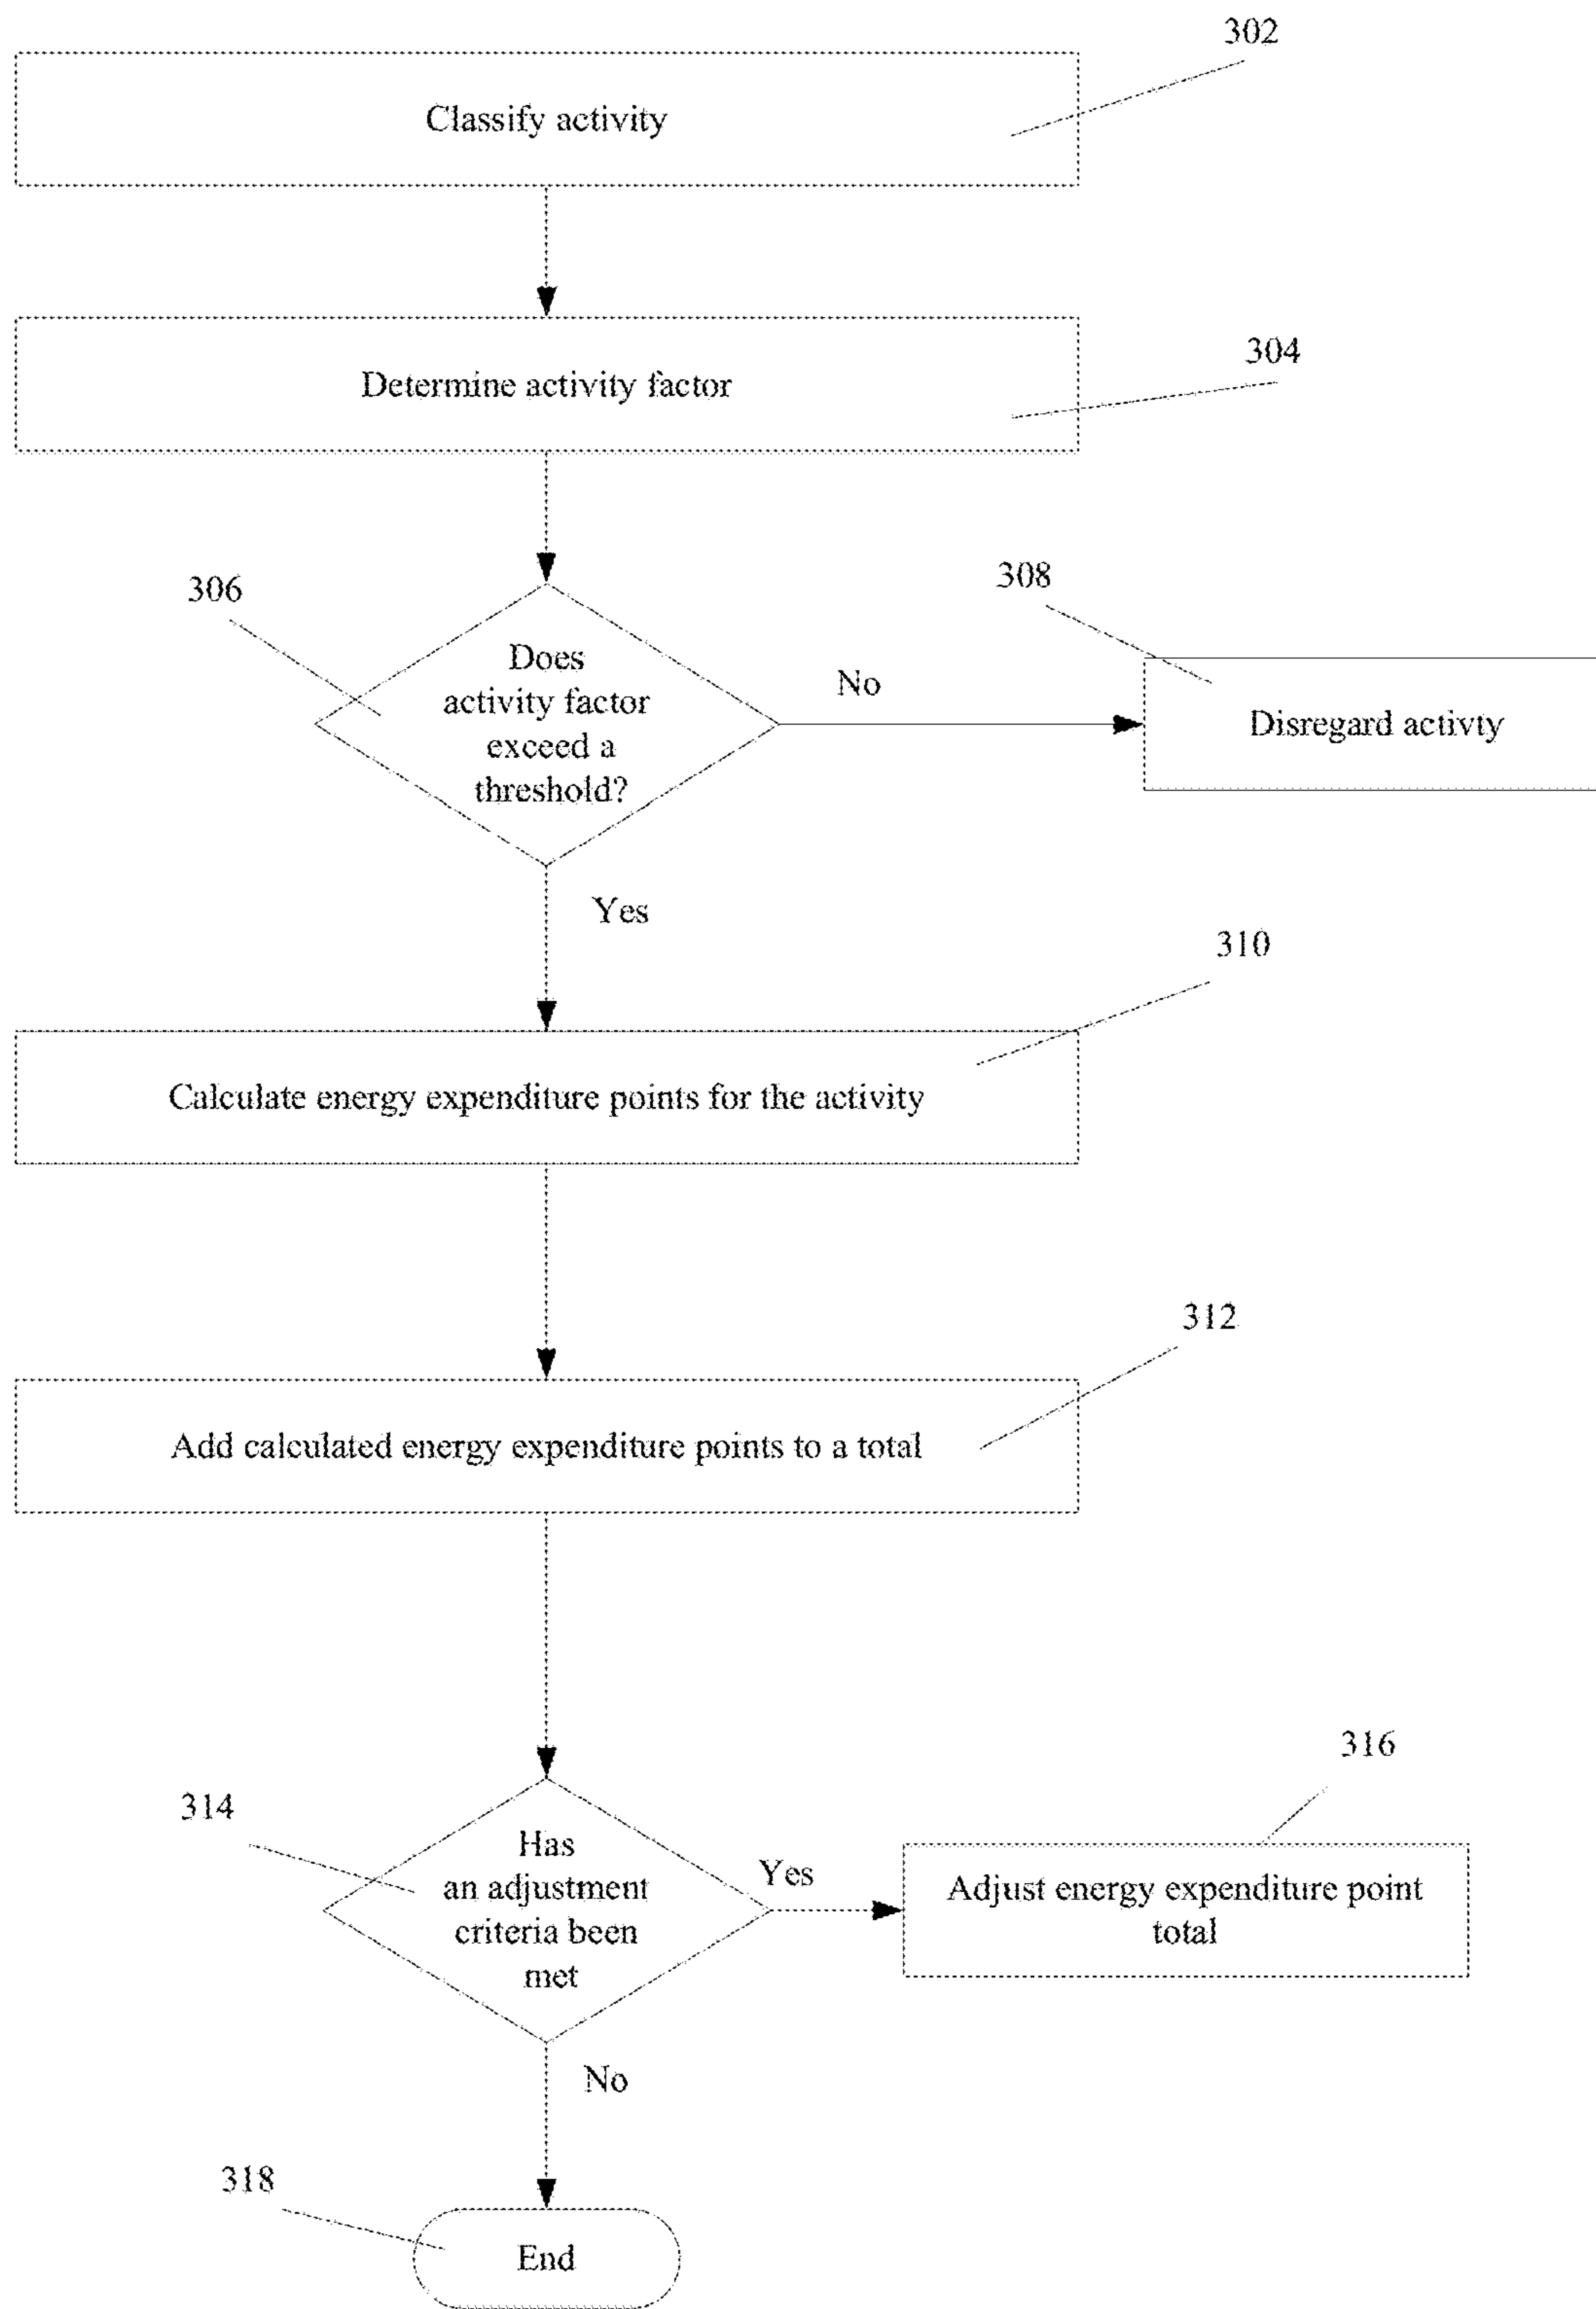 302
Classify activity
304
Determine activity factor
306
308
Does
activity factor
exceed a
threshold?
No
Disregard activty
Yes
310
Calculate energy expenditure points for the activity
312
Add calculated energy expenditure points to a total
316
314
Has
an adjustment
criteria been
met
Yes
Adjust energy expenditure point
total
No
318
End